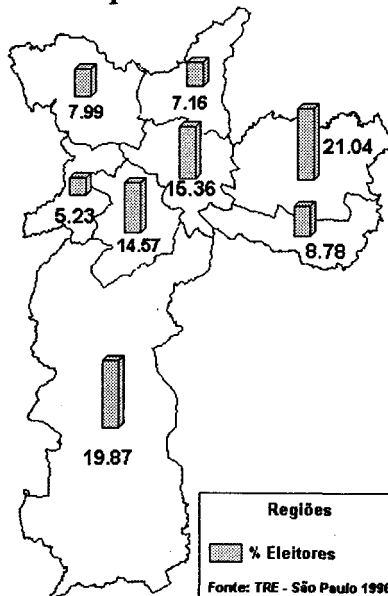 7.99
7.16
21.04
15.36
5.23
14.57
8.78
19.87
Regiões
% Eleitores
Fonte: TRE - São Paulo 1996